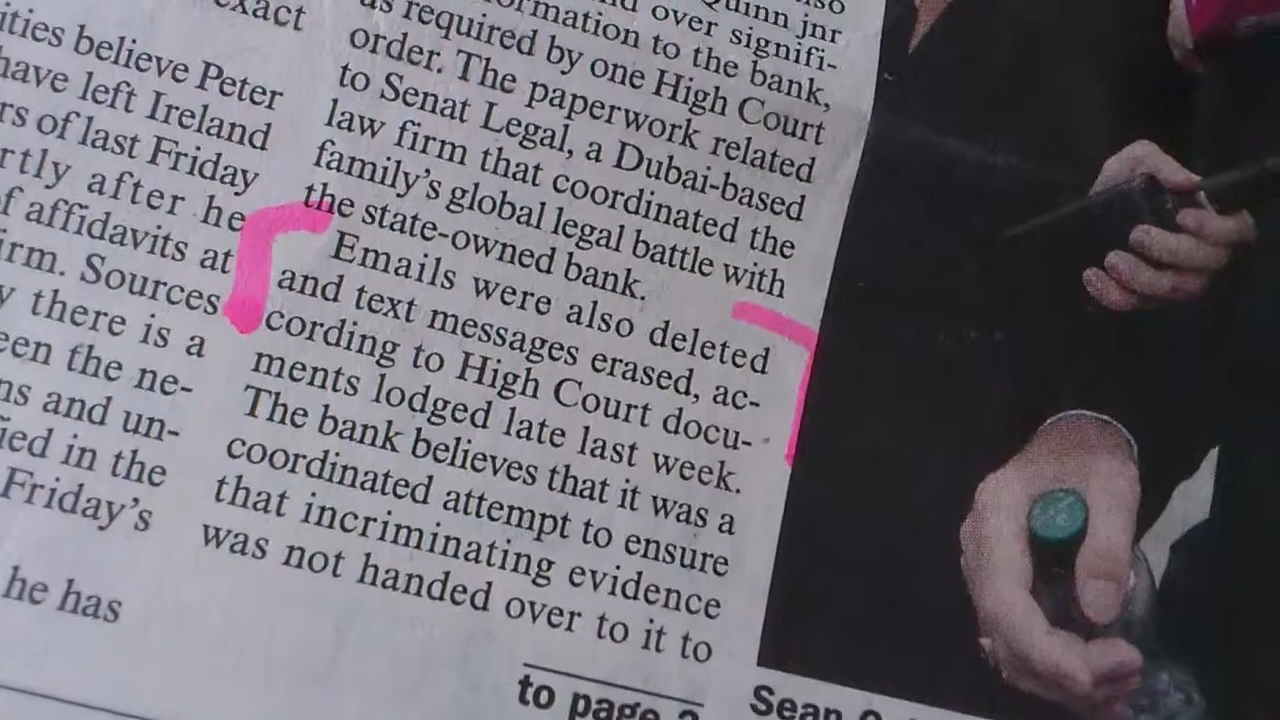 exact
ities believe Peter
have left Ireland
rs of last Friday
rtly after he
f affidavits at
irm. Sources
y there is a
een the ne-
ns and un-
ied in the
Friday's
he has
Quinn jnr
over signifi-
ormation to the bank,
as required by one High Court
order. The paperwork related
to Senat Legal, a Dubai-based
law firm that coordinated the
family's global legal battle with
the state-owned bank.
Emails were also deleted
and text messages erased, ac-
cording to High Court docu-
ments lodged late last week.
The bank believes that it was a
coordinated attempt to ensure
that incriminating evidence
was not handed over to it to
to page
Sean